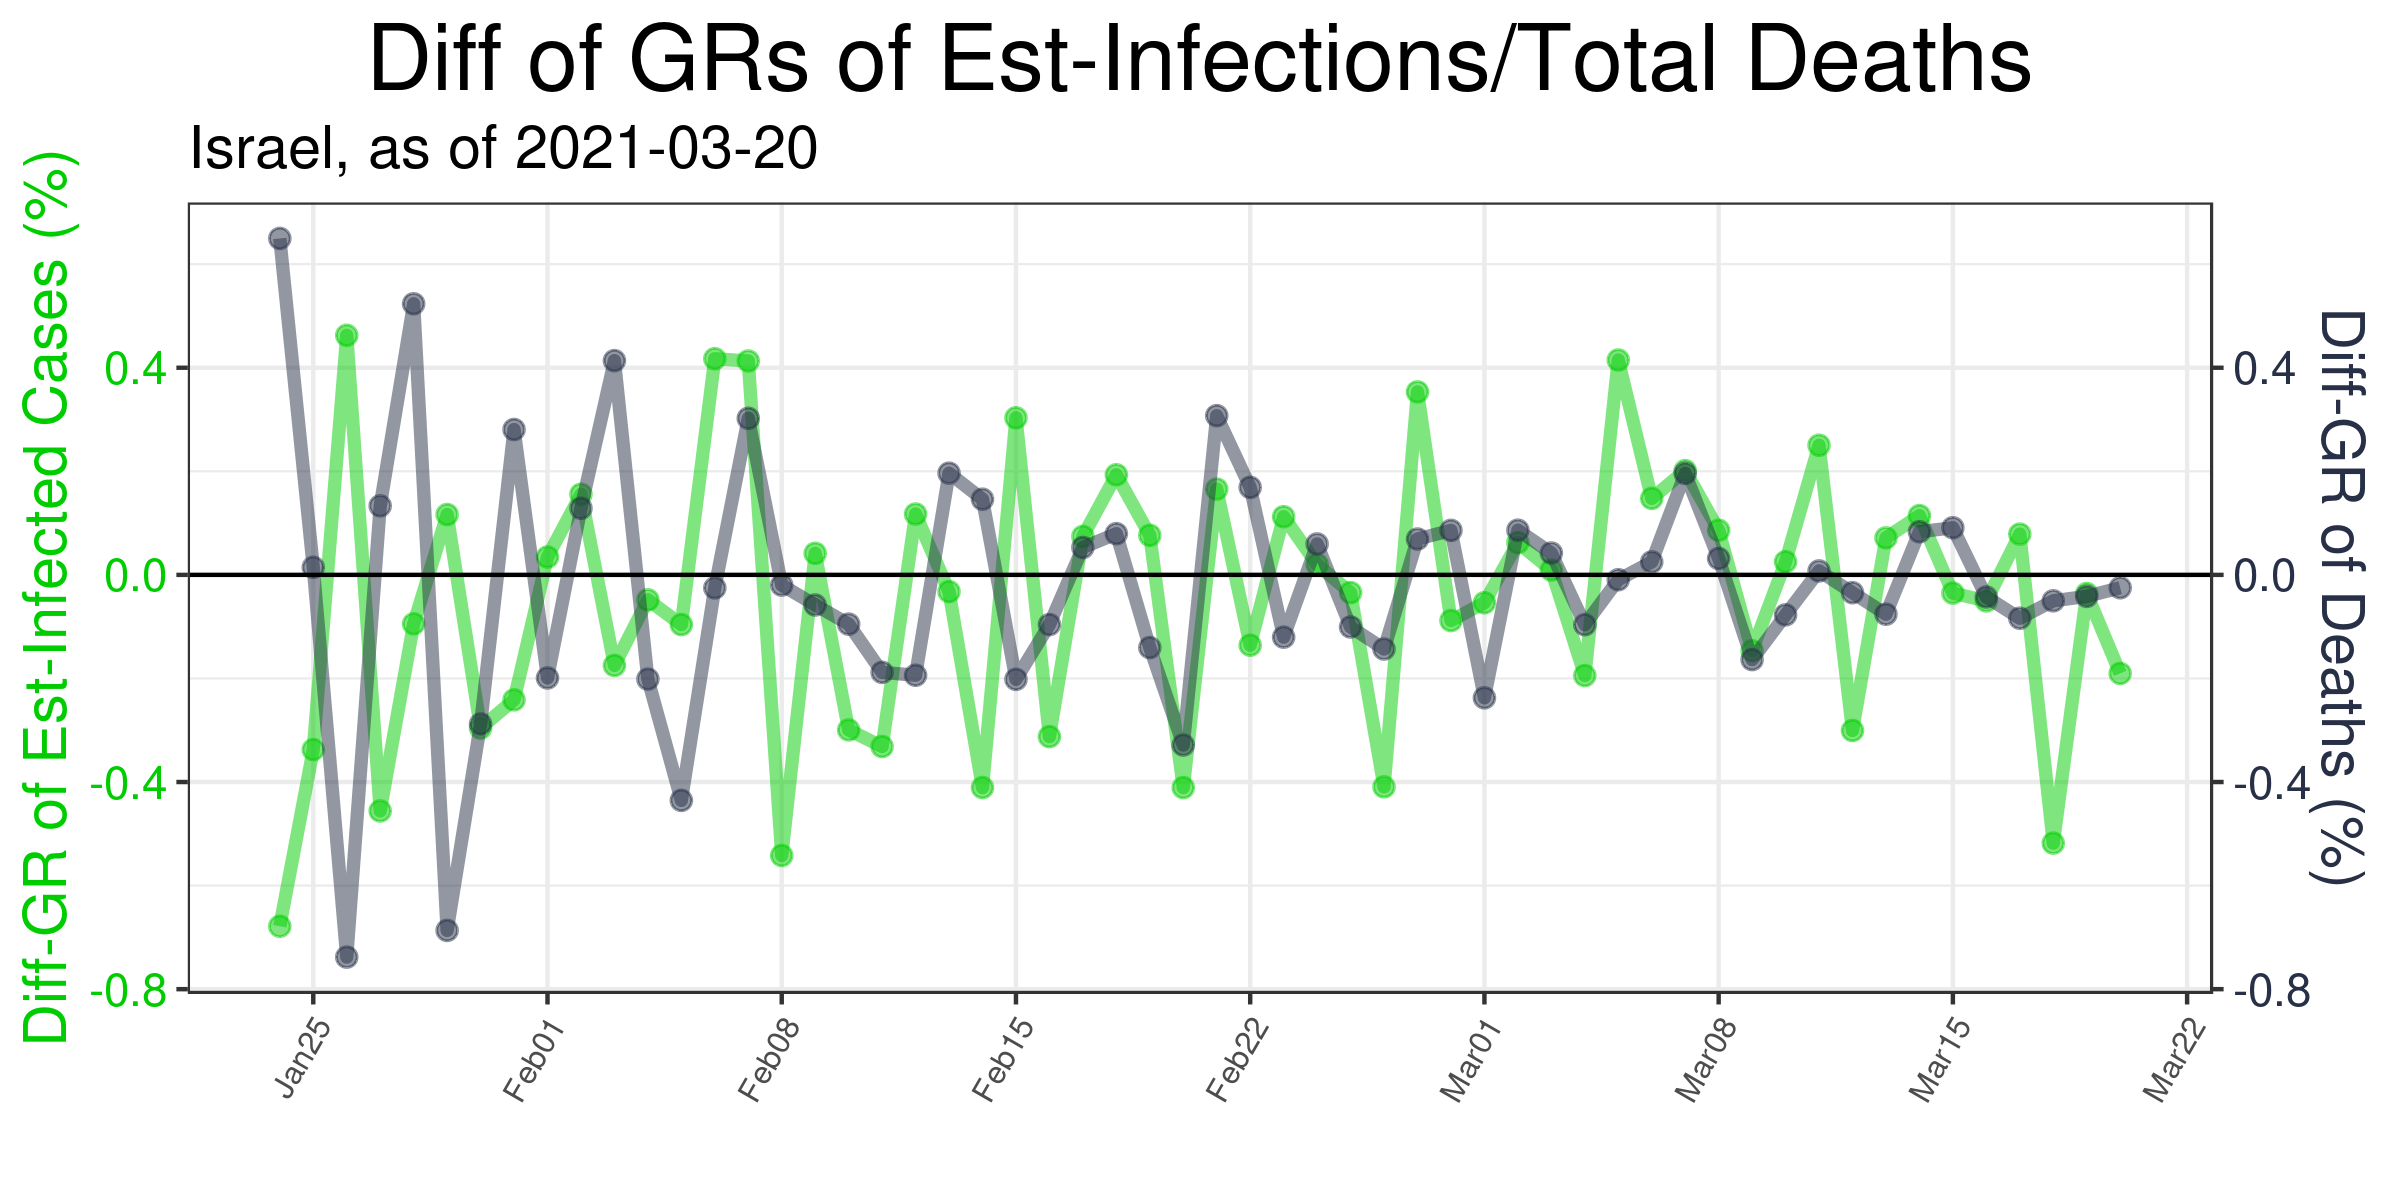 Diff of GRs of Est-Infections/Total Deaths
Israel, as of 2021-03-20
Diff-GR of Est-Infected Cases (%)
0.4
0.0
-0.4
-0.8
0.4
0.0
-0.4
-0.8
Diff-GR of Deaths (%)
Jan25
Feb01
Feb08
Feb15
Feb22
Mar01
Mar08
Mar15
Mar22